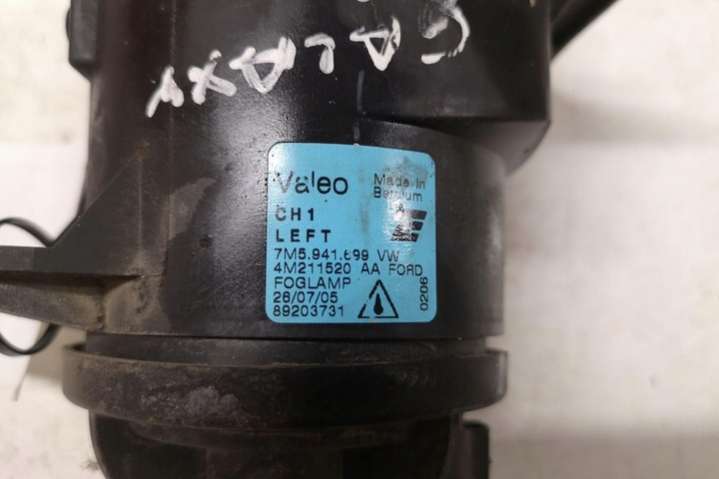 GALAXY
Valeo
Made in
Belgium
CH1
LEFT
7M5.941.699 VW
4M211520 AA FORD
FOGLAMP
26/07/05
89203731
0206